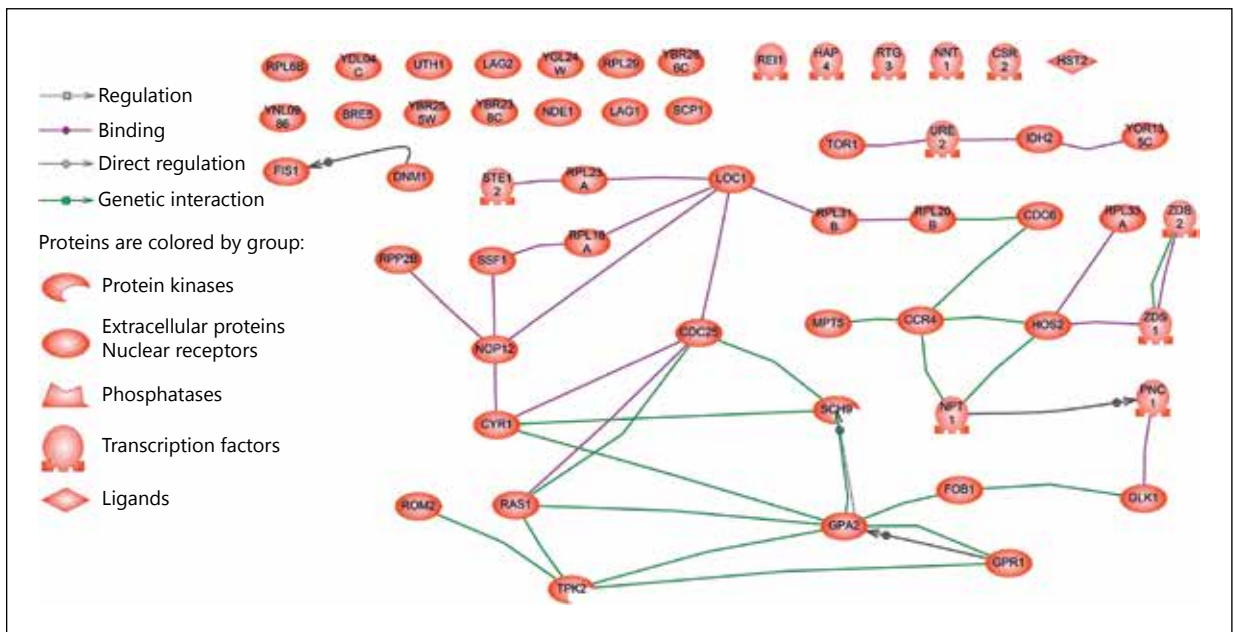 RPL6B
YDL04
C
UTH1
LAG2
YGL24
W
RPL29
YBR26
6C
REI1
HAP
4
RTG
3
NNT
1
CSR
2
HST2
Regulation
YNL09
86
BRE5
YBR25
5W
YBR23
8C
NDE1
LAG1
SCP1
Binding
TOR1
URE
2
IDH2
YOR13
5C
Direct regulation
FIS1
DNM1
STE1
2
RPL23
A
LOC1
Genetic interaction
RPL31
B
RPL20
B
CDC6
RPL33
A
ZDS
2
Proteins are colored by group:
RPP2B
SSF1
RPL18
A
Protein kinases
Extracellular proteins
Nuclear receptors
NOP12
CDC25
MPT5
CCR4
HOS2
ZDS
1
Phosphatases
CYR1
SCH9
NPT
1
PNC
1
Transcription factors
Ligands
ROM2
RAS1
GPA2
FOB1
GLK1
TPK2
GPR1